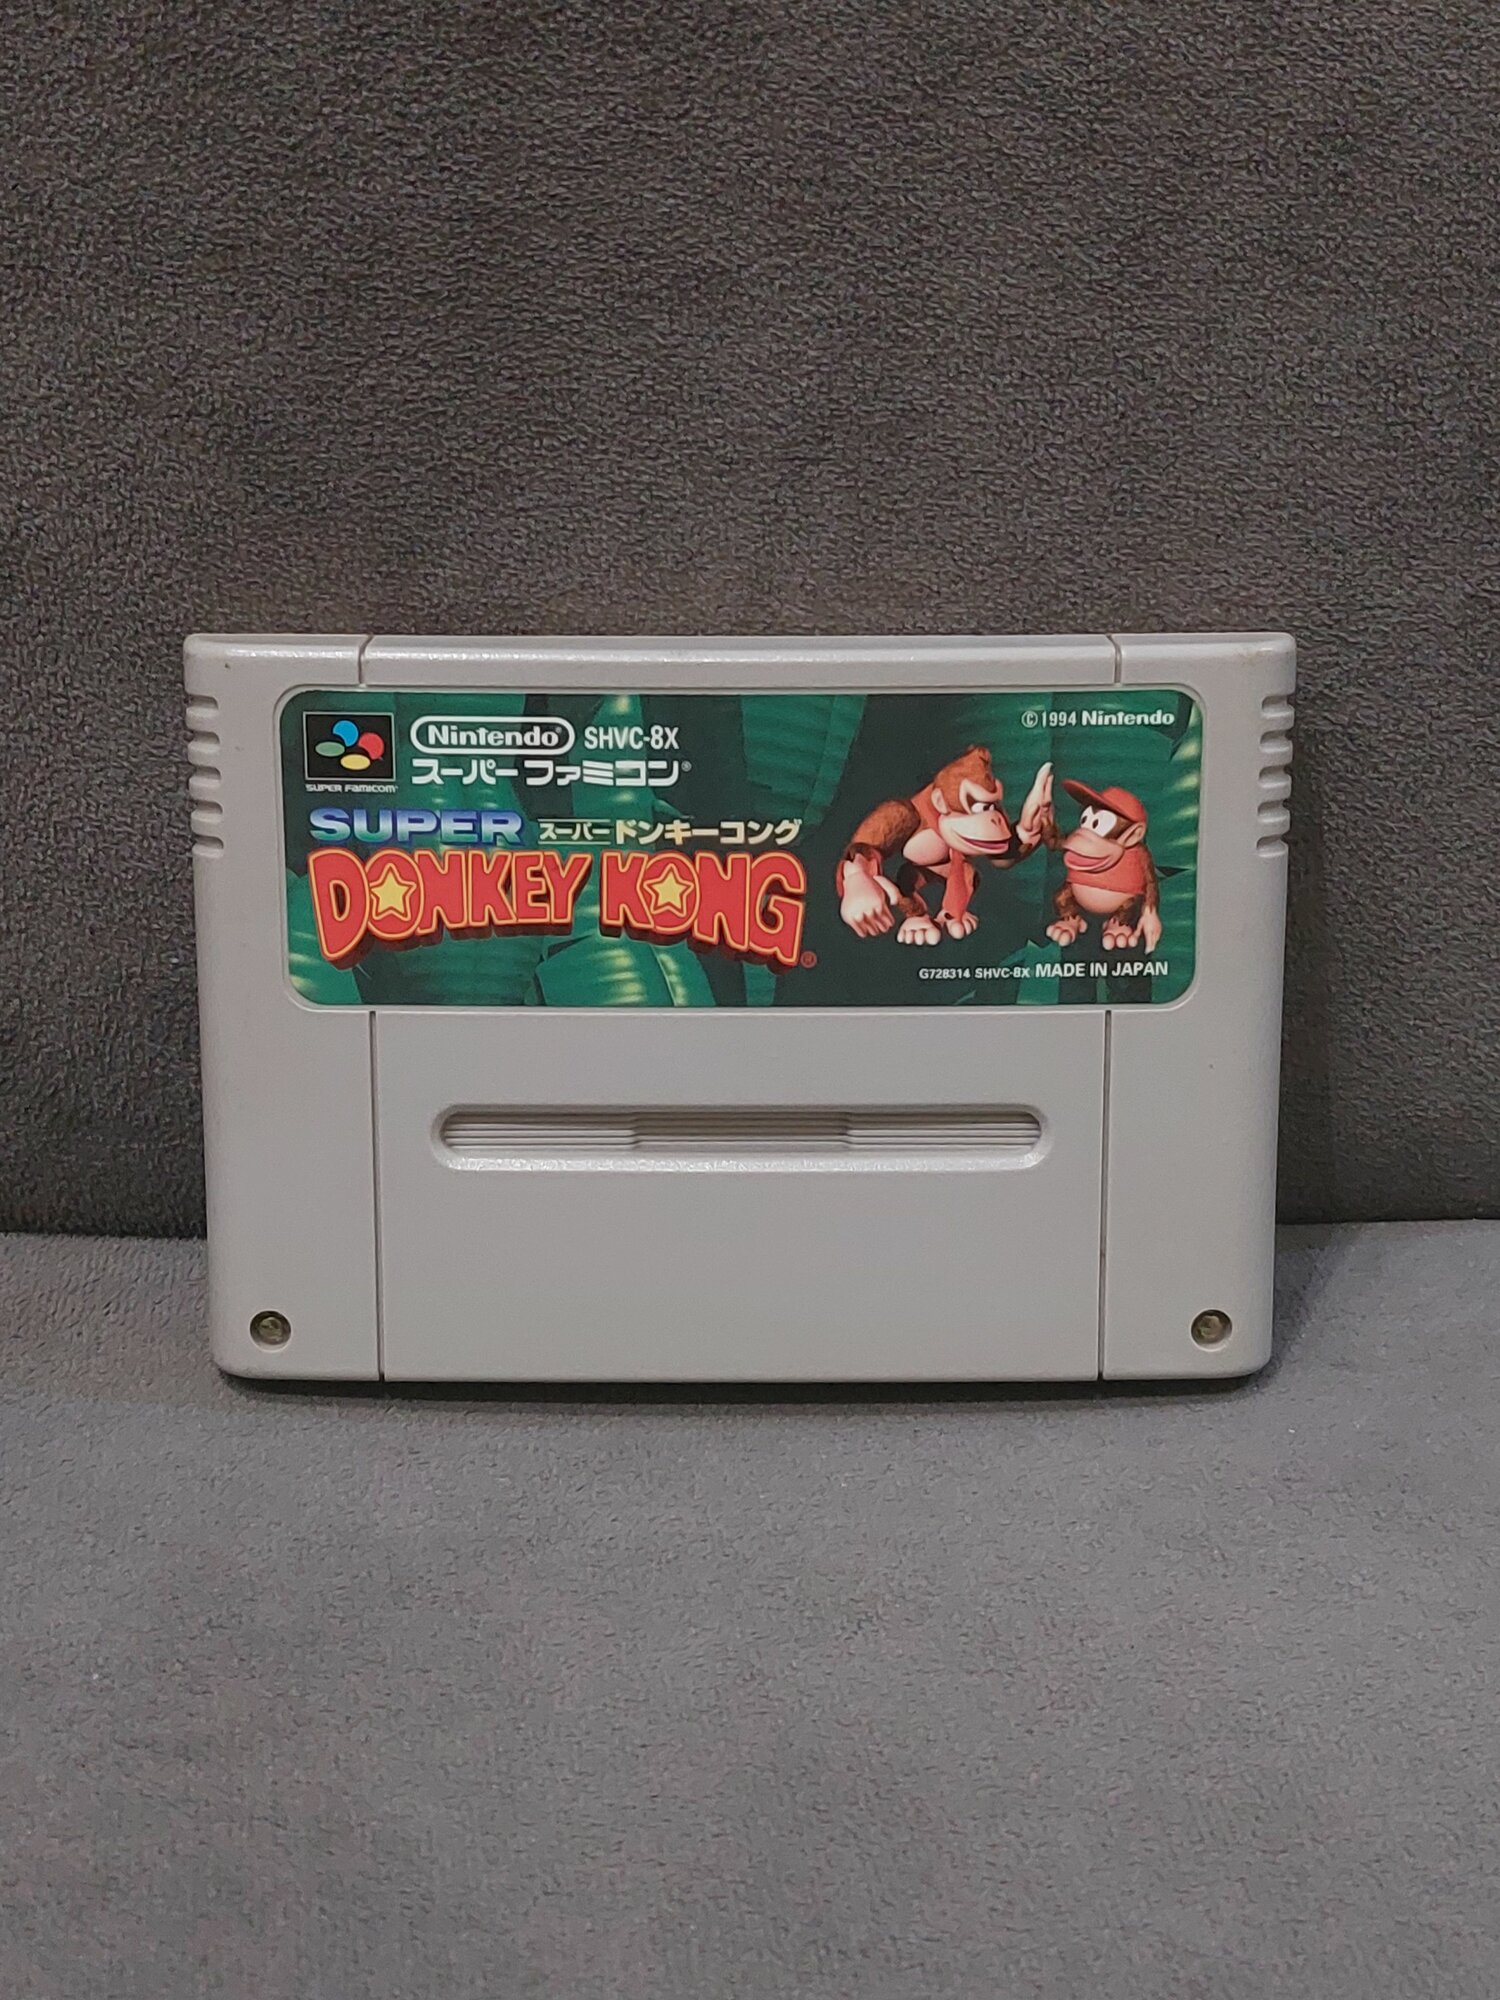 ©1994 Nintendo
Nintendo® SHVC-8X
スーパーファミコン®
SUPER FAMICOM
SUPER スーパードンキーコング
DONKEY KONG®
G728314 SHVC-8X MADE IN JAPAN